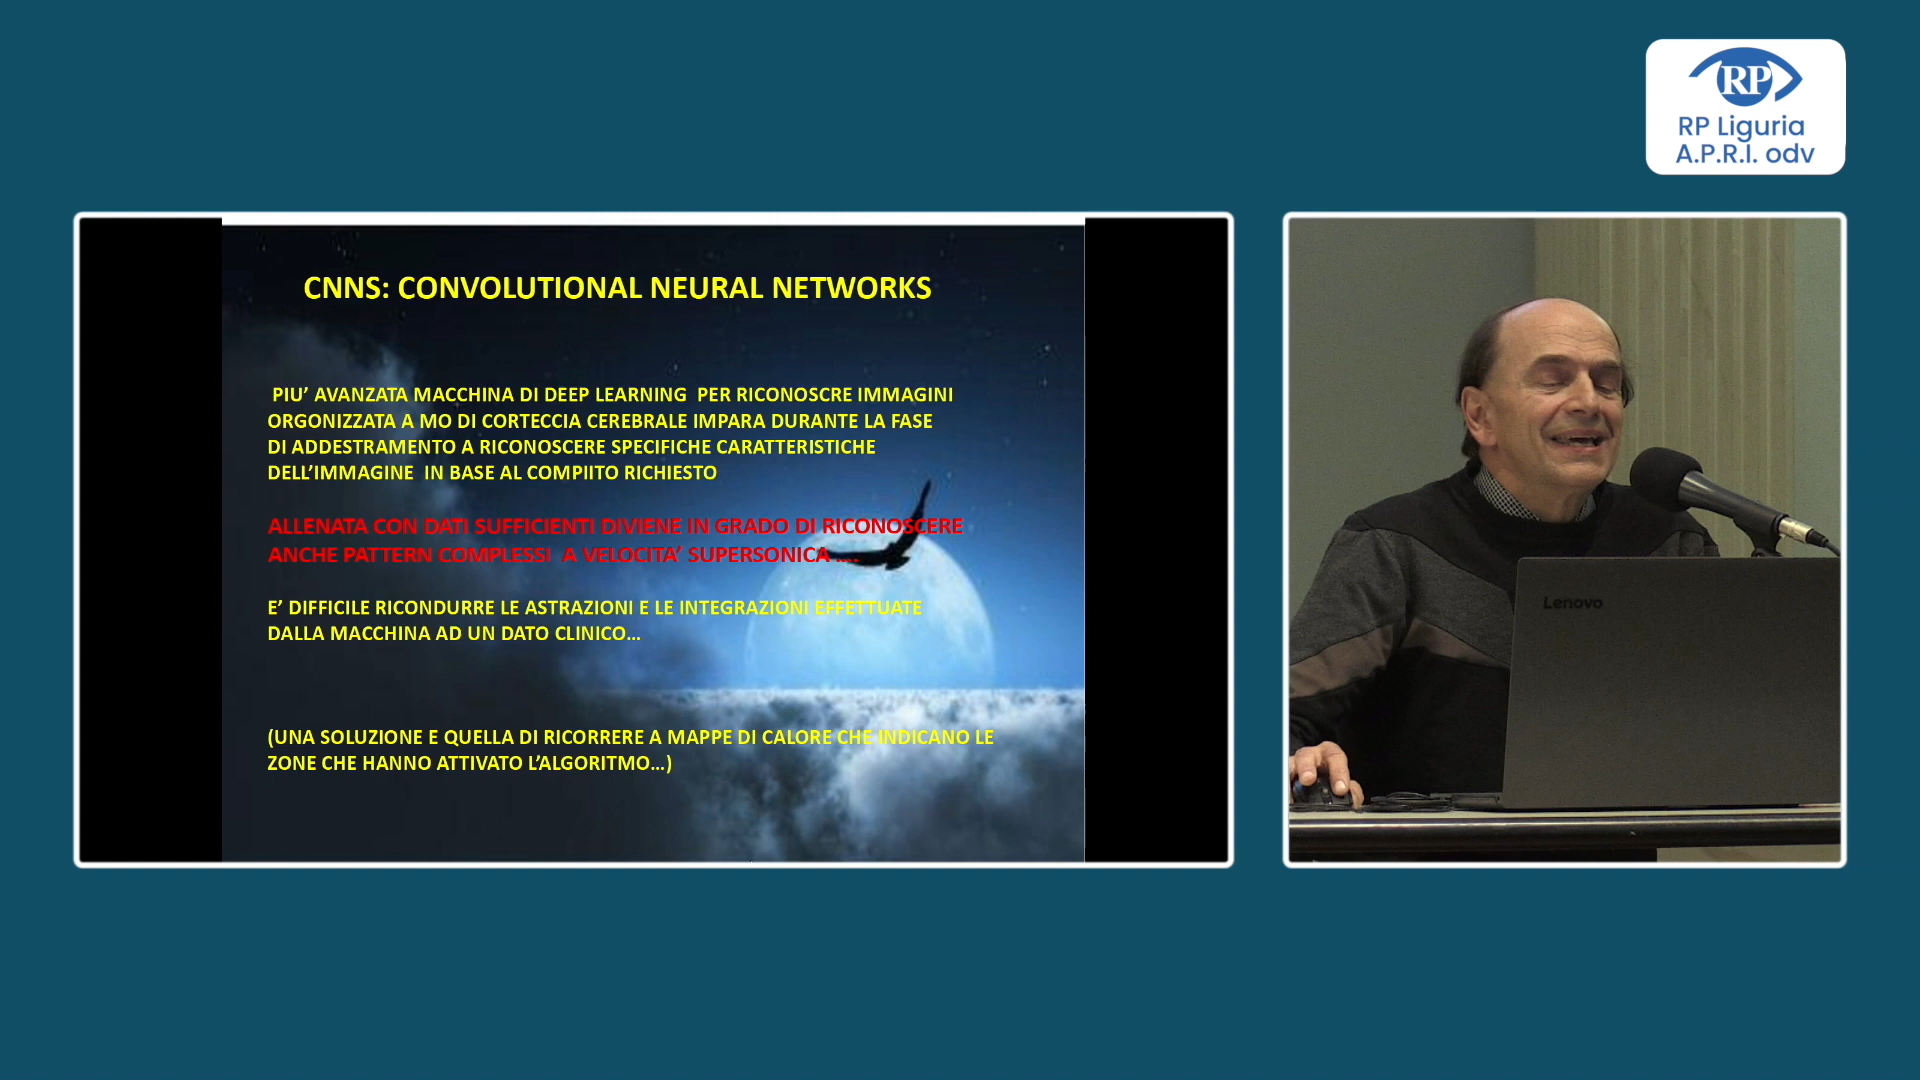 RP
RP Liguria
A.P.R.I. odv
CNNS: CONVOLUTIONAL NEURAL NETWORKS
PIU’ AVANZATA MACCHINA DI DEEP LEARNING PER RICONOSCRE IMMAGINI
ORGONIZZATA A MO DI CORTECCIA CEREBRALE IMPARA DURANTE LA FASE
DI ADDESTRAMENTO A RICONOSCERE SPECIFICHE CARATTERISTICHE
DELL’IMMAGINE IN BASE AL COMPIITO RICHIESTO
ALLENATA CON DATI SUFFICIENTI DIVIENE IN GRADO DI RICONOSCERE
ANCHE PATTERN COMPLESSI A VELOCITA’ SUPERSONICA ....
E’ DIFFICILE RICONDURRE LE ASTRAZIONI E LE INTEGRAZIONI EFFETTUATE
DALLA MACCHINA AD UN DATO CLINICO...
(UNA SOLUZIONE E QUELLA DI RICORRERE A MAPPE DI CALORE CHE INDICANO LE
ZONE CHE HANNO ATTIVATO L’ALGORITMO...)
Lenovo